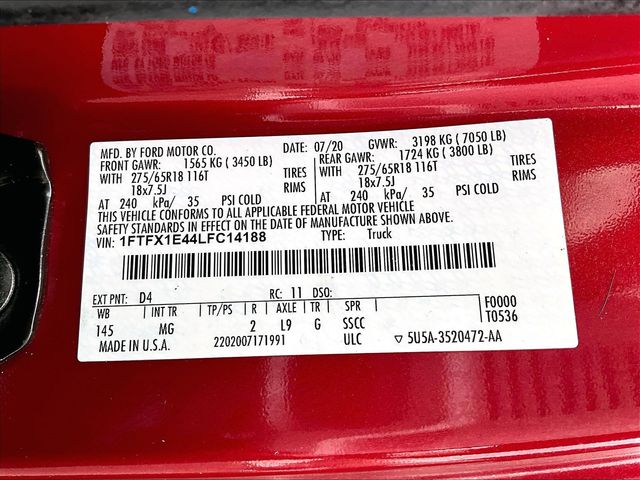 MFD. BY FORD MOTOR CO. DATE: 07/20 GVWR: 3198 KG ( 7050 LB)
FRONT GAWR: 1565 KG ( 3450 LB) REAR GAWR: 1724 KG ( 3800 LB)
WITH 275/65R18 116T TIRES WITH 275/65R18 116T TIRES
18x7.5J RIMS 18x7.5J RIMS
AT 240 kPa/ 35 PSI COLD AT 240 kPa/ 35 PSI COLD
THIS VEHICLE CONFORMS TO ALL APPLICABLE FEDERAL MOTOR VEHICLE
SAFETY STANDARDS IN EFFECT ON THE DATE OF MANUFACTURE SHOWN ABOVE.
VIN: 1FTFX1E44LFC14188 TYPE: Truck
EXT PNT: D4 RC: 11 DSO: F0000
WB INT TR TP/PS R AXLE TR SPR T0536
145 MG 2 L9 G SSCC
MADE IN U.S.A. 2202007171991 ULC ▽ 5U5A-3520472-AA